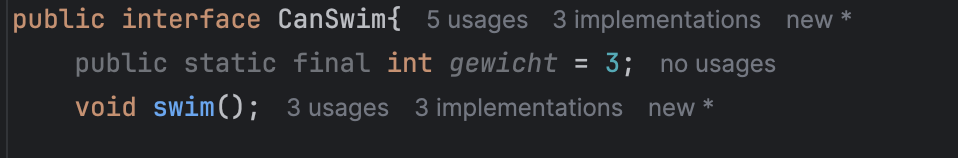 public interface CanSwim{ 5 usages 3 implementations new *
public static final int gewicht = 3; no usages
void swim(); 3 usages 3 implementations new *